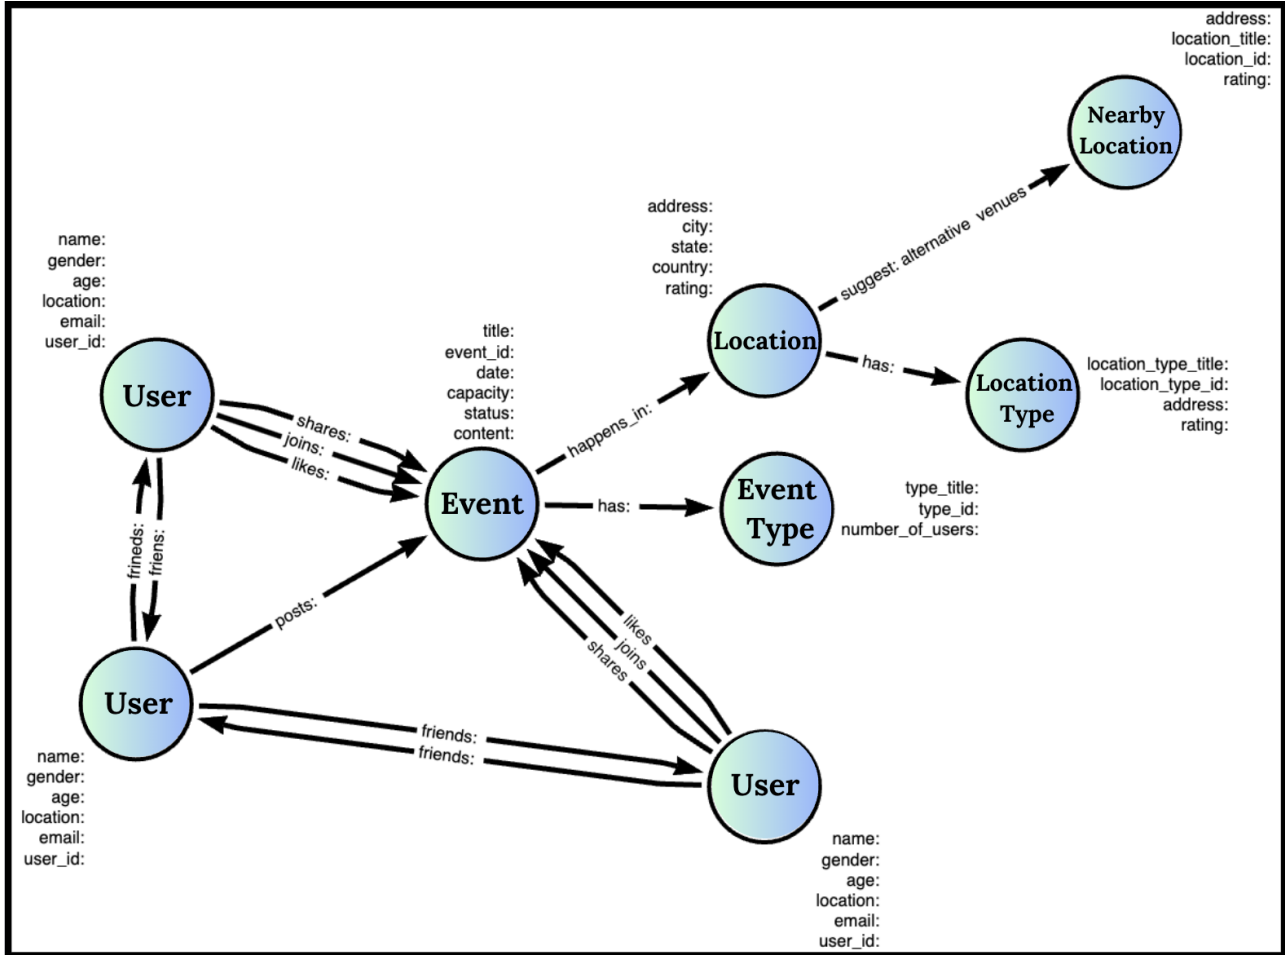 address:
location_title:
location_id:
rating:
Nearby
Location
suggest: alternative venues
address:
city:
state:
country:
rating:
Location
has:
Location
Type
location_type_title:
location_type_id:
address:
rating:
name:
gender:
age:
location:
email:
user_id:
User
shares:
joins:
likes:
title:
event_id:
date:
capacity:
status:
content:
Event
happens_in:
has:
Event
Type
type_title:
type_id:
number_of_users:
frineds:
friens:
posts:
likes
joins
shares
User
name:
gender:
age:
location:
email:
user_id:
friends:
friends:
User
name:
gender:
age:
location:
email:
user_id: